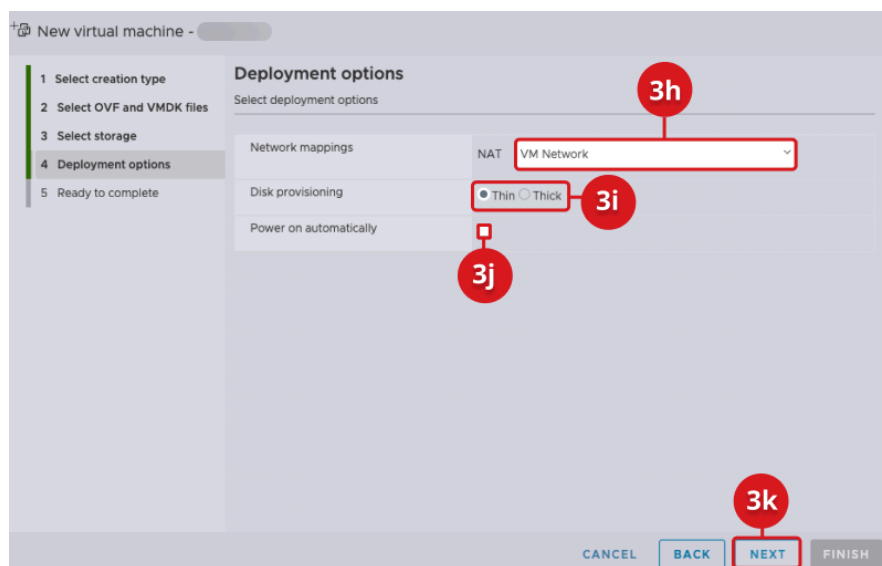 New virtual machine -
1 Select creation type
2 Select OVF and VMDK files
3 Select storage
4 Deployment options
5 Ready to complete
Deployment options
Select deployment options
3h
Network mappings
NAT VM Network
Disk provisioning
Thin Thick
3i
Power on automatically
3j
3k
CANCEL BACK NEXT FINISH